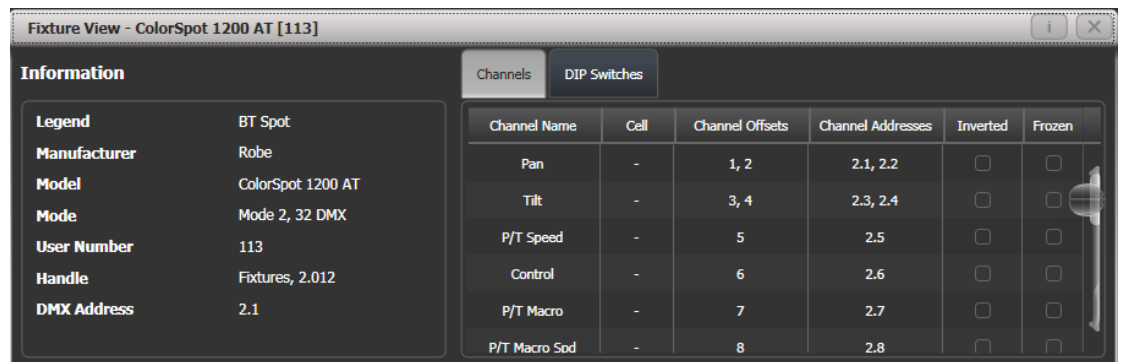 Fixture View - ColorSpot 1200 AT [113] i X
Information
Legend BT Spot
Manufacturer Robe
Model ColorSpot 1200 AT
Mode Mode 2, 32 DMX
User Number 113
Handle Fixtures, 2.012
DMX Address 2.1
Channels DIP Switches
Channel Name Cell Channel Offsets Channel Addresses Inverted Frozen
Pan - 1, 2 2.1, 2.2
Tilt - 3, 4 2.3, 2.4
P/T Speed - 5 2.5
Control - 6 2.6
P/T Macro - 7 2.7
P/T Macro Spd - 8 2.8